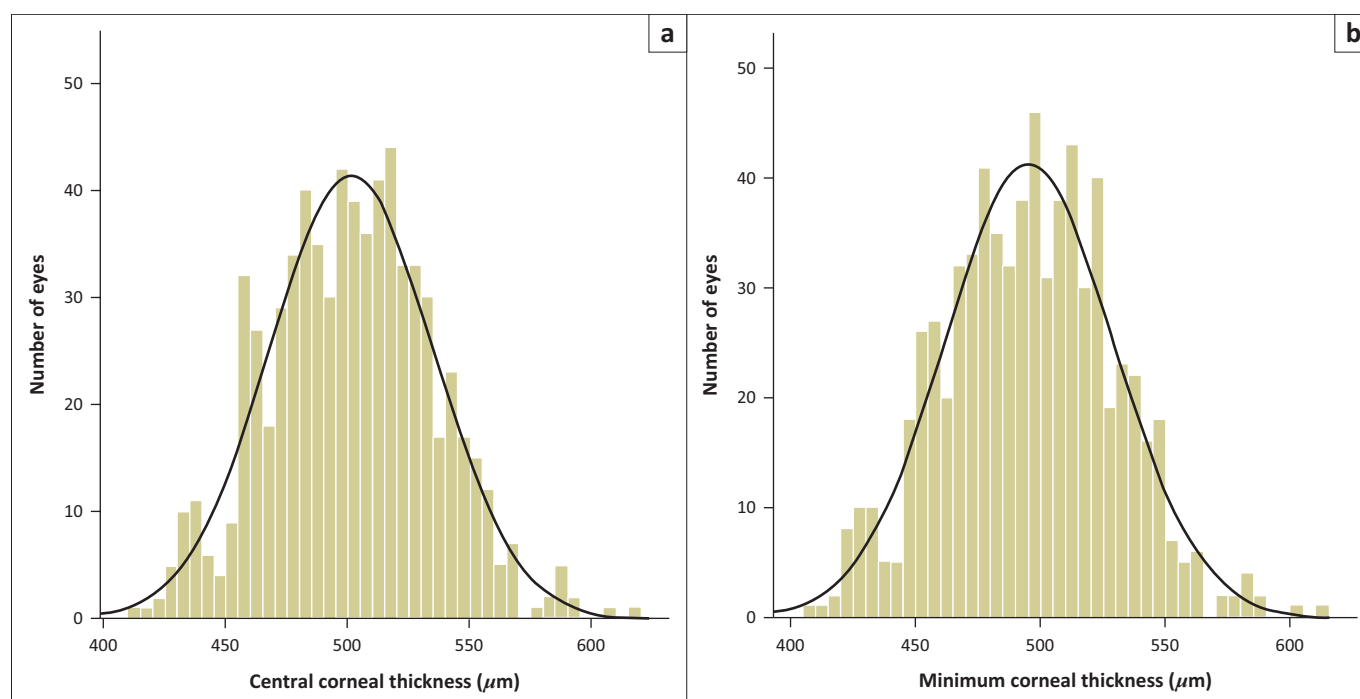 a
50
40
30
20
10
0
Number of eyes
400 450 500 550 600
Central corneal thickness (μm)
b
50
40
30
20
10
0
Number of eyes
400 450 500 550 600
Minimum corneal thickness (μm)